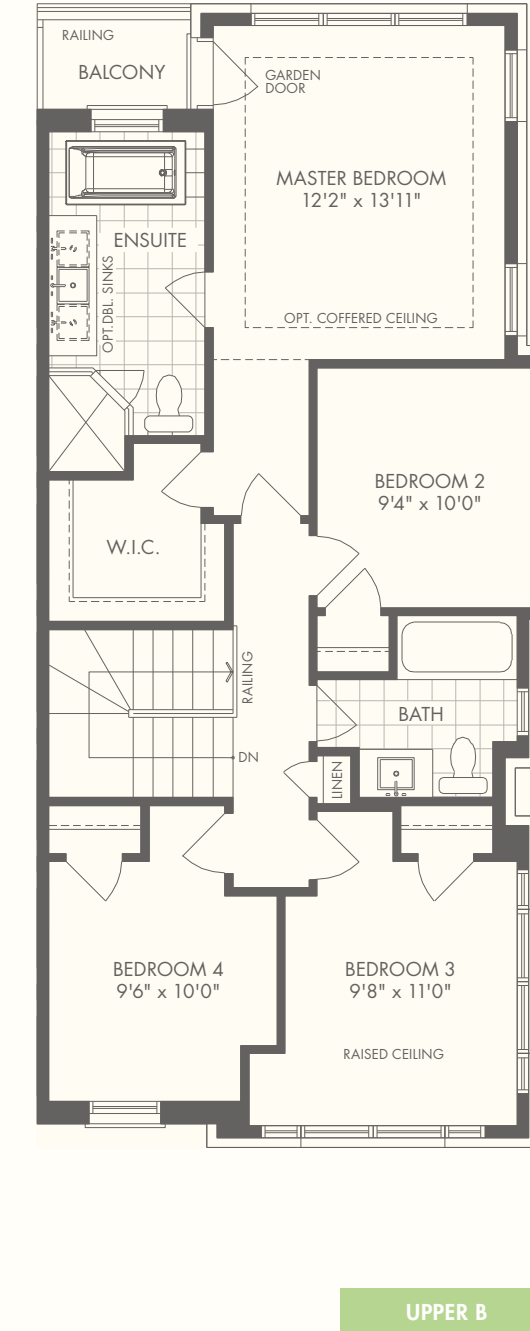 RAILING
BALCONY
GARDEN
DOOR
MASTER BEDROOM
12'2" x 13'11"
ENSUITE
OPT.DBL. SINKS
OPT. COFFERED CEILING
BEDROOM 2
9'4" x 10'0"
W.I.C.
RAILING
BATH
DN
LINEN
BEDROOM 4
9'6" x 10'0"
BEDROOM 3
9'8" x 11'0"
RAISED CEILING
UPPER B